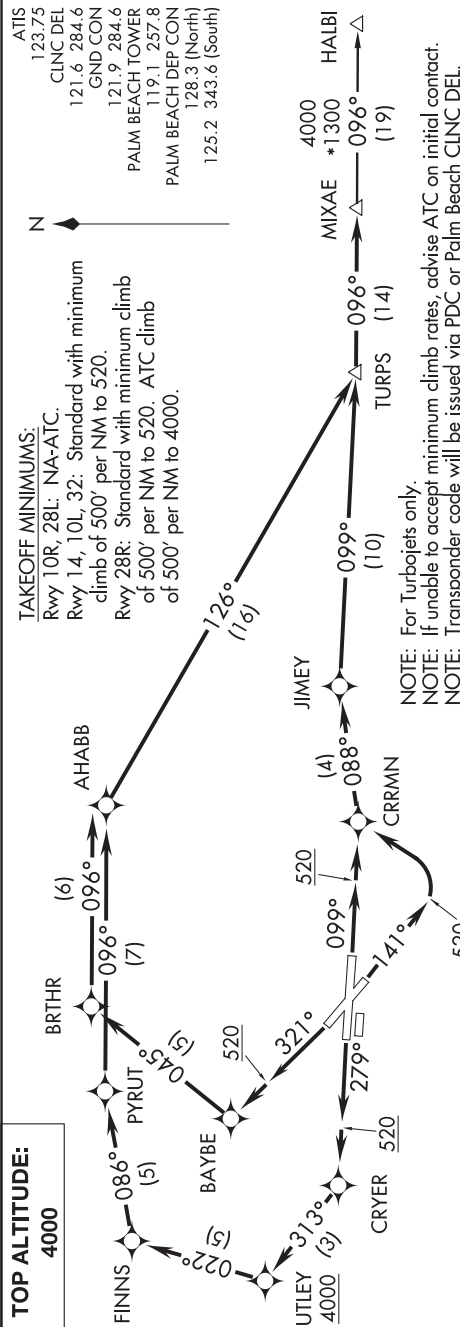 TOP ALTITUDE:
4000
ATIS
123.75
CLNC DEL
121.6 284.6
GND CON
121.9 284.6
PALM BEACH TOWER
119.1 257.8
PALM BEACH DEP CON
128.3 (North)
125.2 343.6 (South)
N
TAKEOFF MINIMUMS:
Rwy 10R, 28L: NA-ATC.
Rwy 14, 10L, 32: Standard with minimum
climb of 500' per NM to 520.
Rwy 28R: Standard with minimum climb
of 500' per NM to 520. ATC climb
of 500' per NM to 4000.
FINNS
086°
(5)
PYRUT
BRTHR
(6)
096°
096°
(7)
AHABB
126°
(16)
022°
(5)
UTLEY
4000
313°
(3)
CRYER
520
279°
BAYBE
045°
(5)
520
321°
099°
520
141°
520
CRRMN
(4)
088°
JIMEY
099°
(10)
TURPS
096°
(14)
MIXAE
4000
*1300
096°
(19)
HALBI
NOTE: For Turbojets only.
NOTE: If unable to accept minimum climb rates, advise ATC on initial contact.
NOTE: Transponder code will be issued via PDC or Palm Beach CLNC DEL.